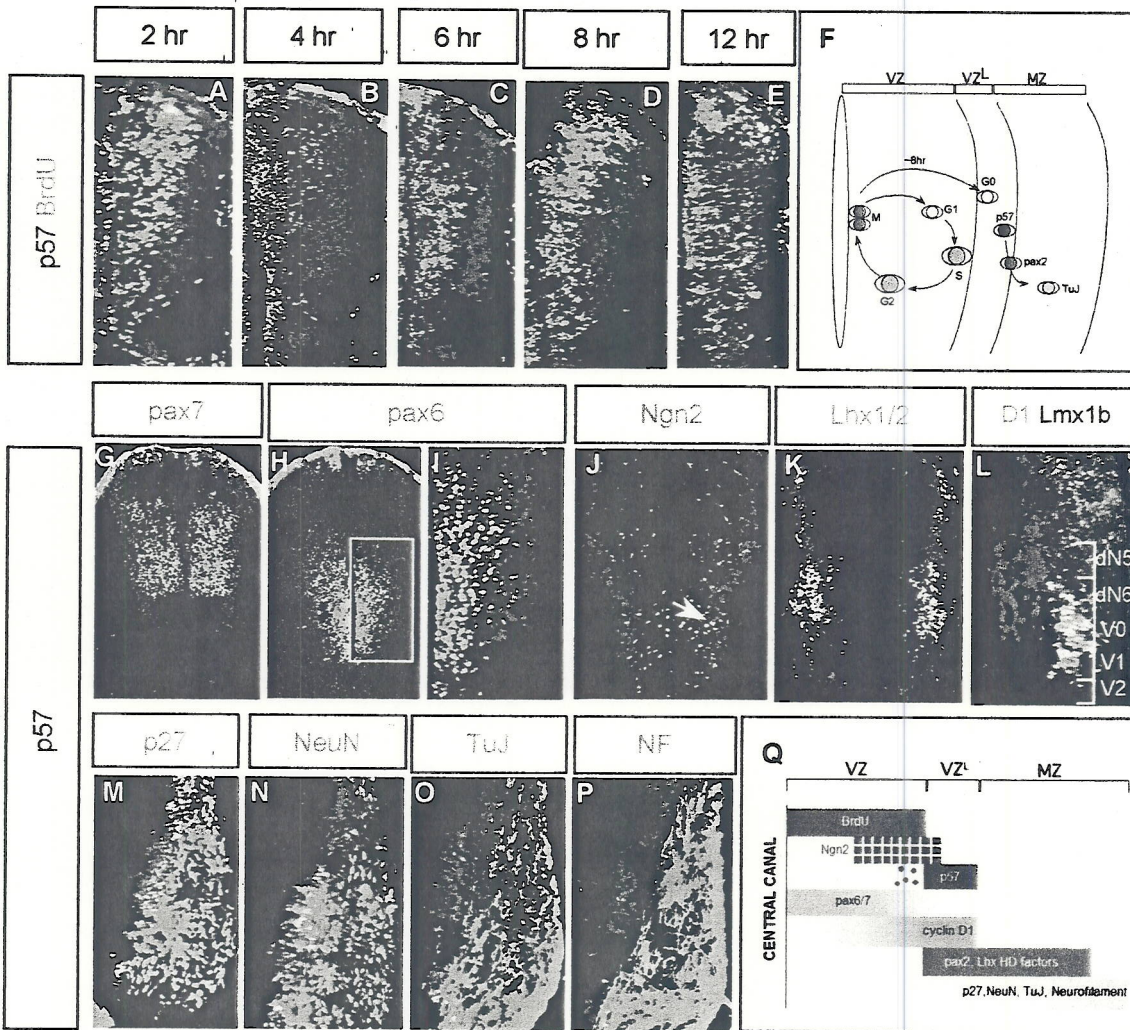 2 hr
4 hr
6 hr
8 hr
12 hr
p57 BrdU
A
B
C
D
E
F
VZ
VZL
MZ
~8hr
G0
M
G1
p57
S
pax2
G2
TuJ
p57
pax7
pax6
Ngn2
Lhx1/2
D1 Lmx1b
G
H
I
J
K
L
dN5
dN6
V0
V1
V2
p27
NeuN
TuJ
NF
M
N
O
P
Q
VZ
VZL
MZ
CENTRAL CANAL
BrdU
Ngn2
p57
pax6/7
cyclin D1
pax2, Lhx HD factors
p27, NeuN, TuJ, Neurofilament